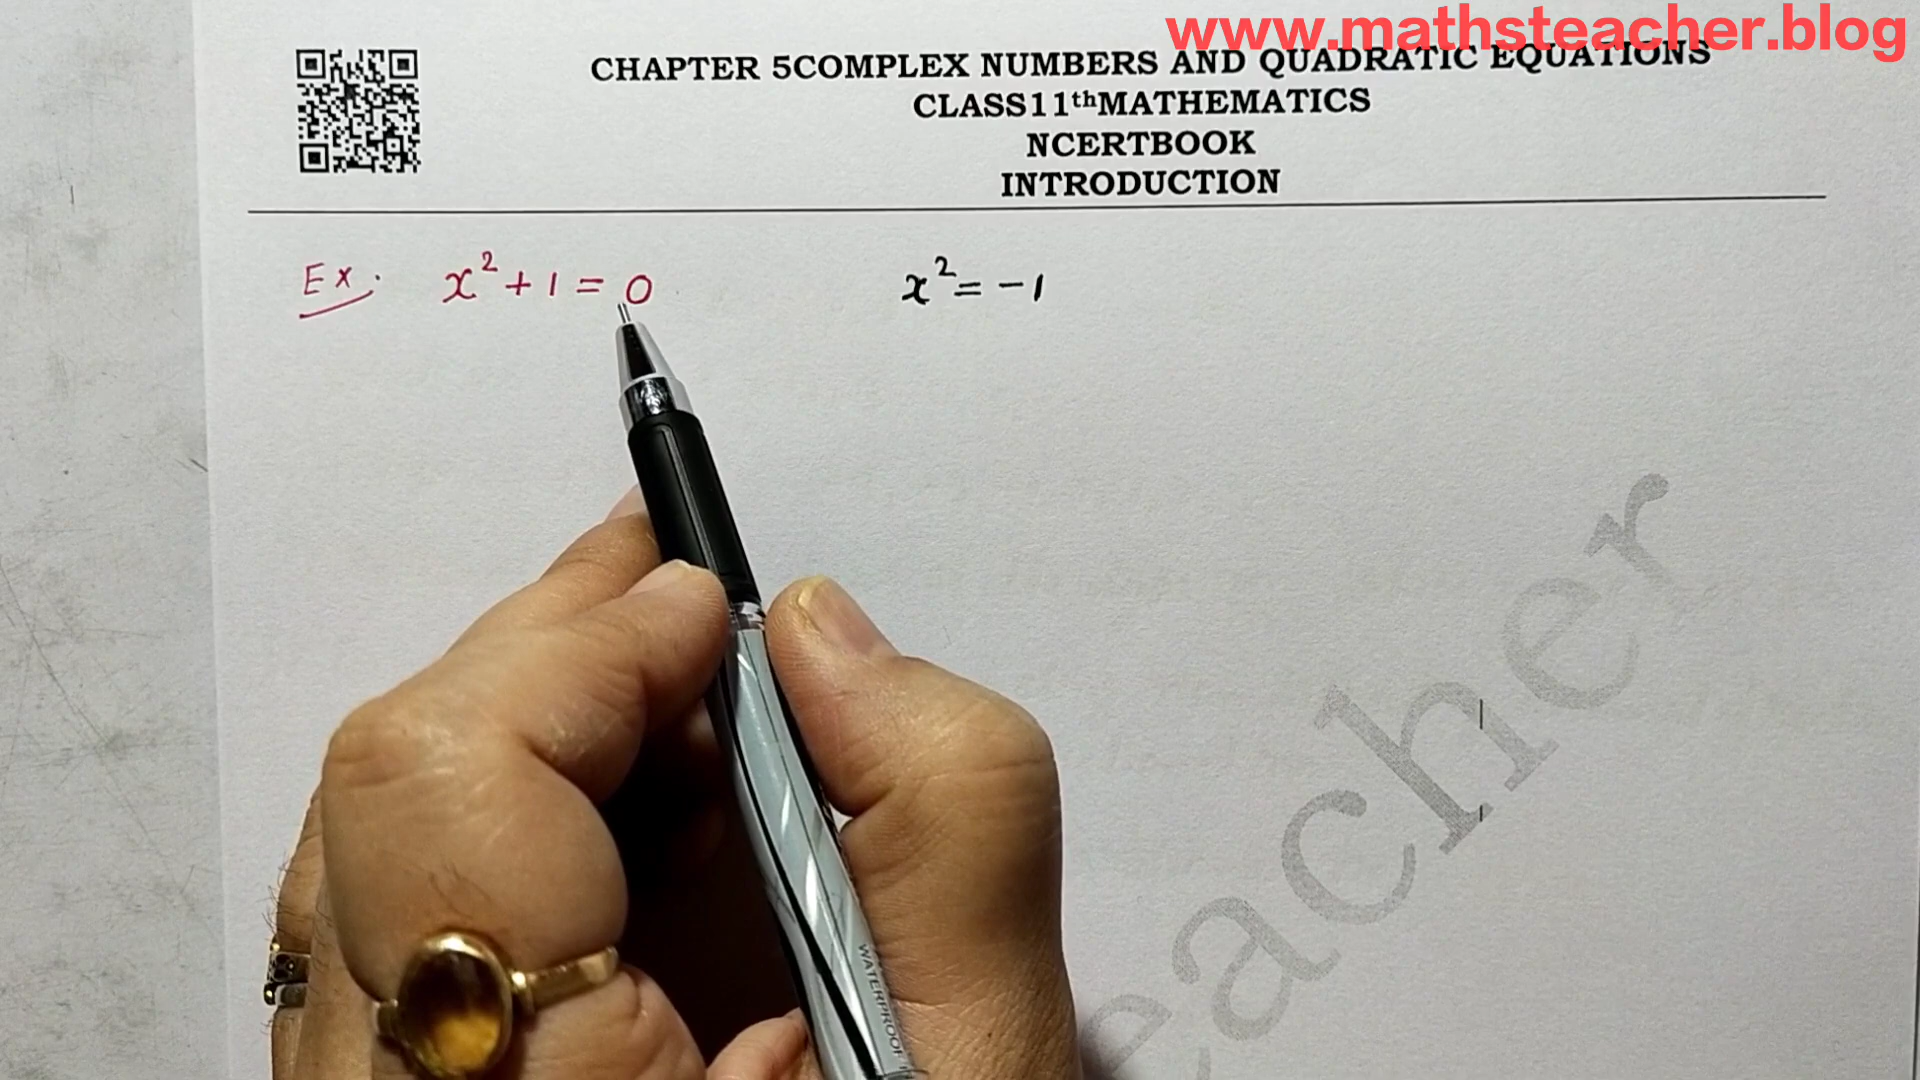 www.mathsteacher.blog
CHAPTER 5COMPLEX NUMBERS AND QUADRATIC EQUATIONS
CLASS11thMATHEMATICS
NCERTBOOK
INTRODUCTION
Ex. x² + 1 = 0 x² = -1
eacher
WATERPROOF